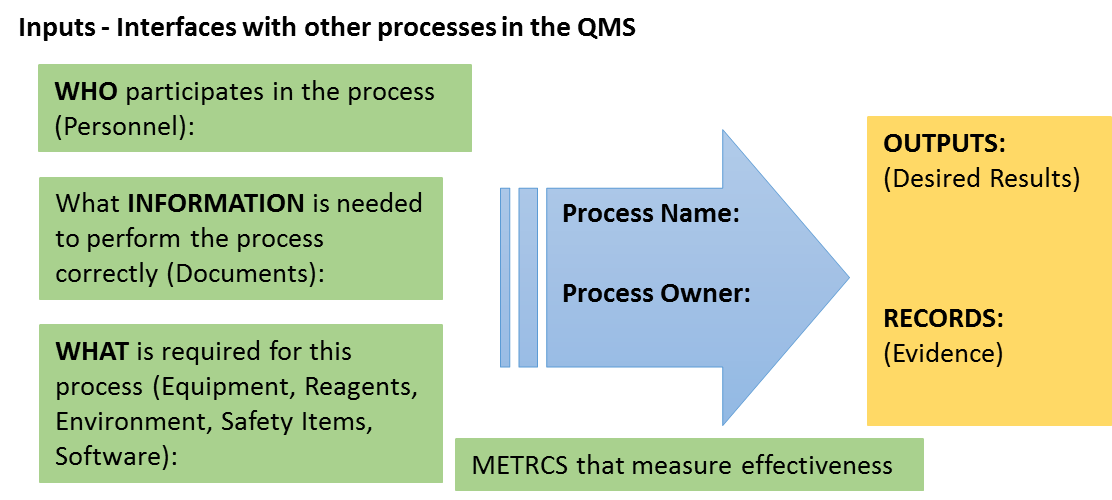 Inputs - Interfaces with other processes in the QMS
WHO participates in the process
(Personnel):
What INFORMATION is needed
to perform the process
correctly (Documents):
WHAT is required for this
process (Equipment, Reagents,
Environment, Safety Items,
Software):
Process Name:
Process Owner:
METRCS that measure effectiveness
OUTPUTS:
(Desired Results)
RECORDS:
(Evidence)